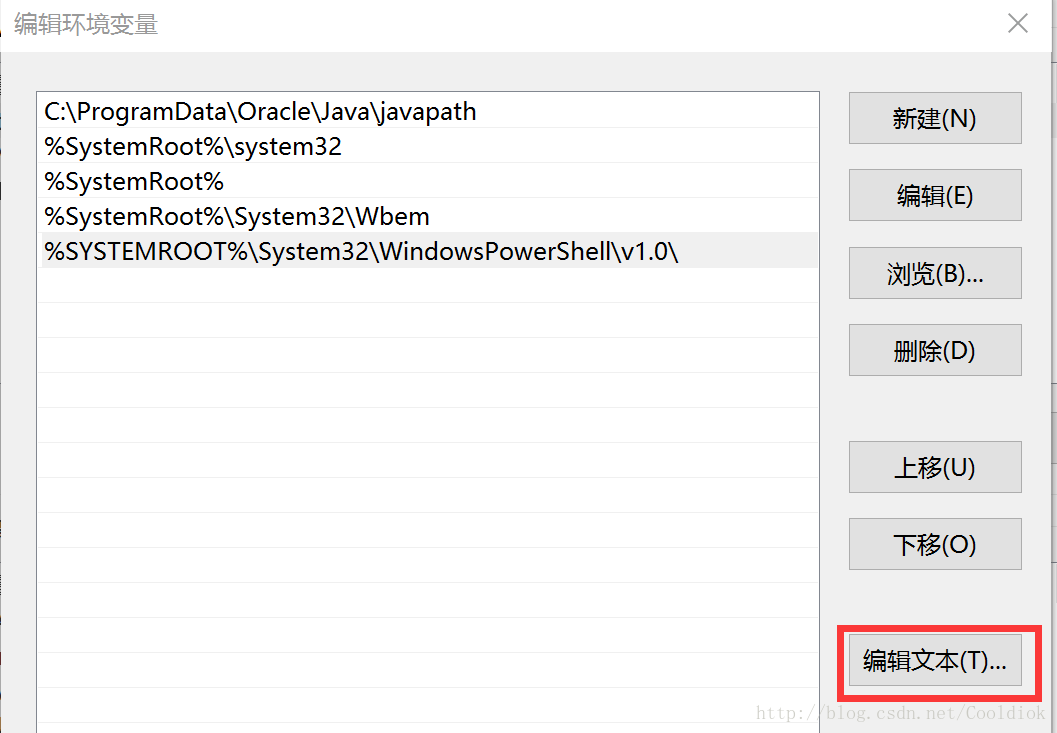 编辑环境变量
C:\ProgramData\Oracle\Java\javapath
%SystemRoot%\system32
%SystemRoot%
%SystemRoot%\System32\Wbem
%SYSTEMROOT%\System32\WindowsPowerShell\v1.0\
新建(N)
编辑(E)
浏览(B)...
删除(D)
上移(U)
下移(O)
编辑文本(T)...
http://blog.csdn.net/Cooldiok